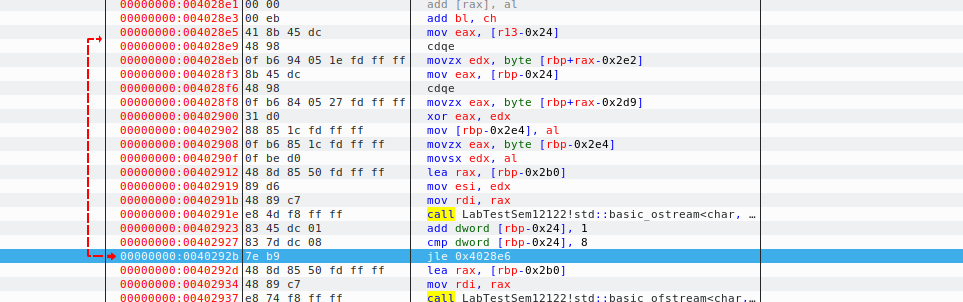 00000000:004028e1 00 00 add [rax], al
00000000:004028e3 00 eb add bl, ch
00000000:004028e5 41 8b 45 dc mov eax, [r13-0x24]
00000000:004028e9 48 98 cdqe
00000000:004028eb 0f b6 94 05 1e fd ff ff movzx edx, byte [rbp+rax-0x2e2]
00000000:004028f3 8b 45 dc mov eax, [rbp-0x24]
00000000:004028f6 48 98 cdqe
00000000:004028f8 0f b6 84 05 27 fd ff ff movzx eax, byte [rbp+rax-0x2d9]
00000000:00402900 31 d0 xor eax, edx
00000000:00402902 88 85 1c fd ff ff mov [rbp-0x2e4], al
00000000:00402908 0f b6 85 1c fd ff ff movzx eax, byte [rbp-0x2e4]
00000000:0040290f 0f be d0 movsx edx, al
00000000:00402912 48 8d 85 50 fd ff ff lea rax, [rbp-0x2b0]
00000000:00402919 89 d6 mov esi, edx
00000000:0040291b 48 89 c7 mov rdi, rax
00000000:0040291e e8 4d f8 ff ff call LabTestSem12122!std::basic_ostream<char, …
00000000:00402923 83 45 dc 01 add dword [rbp-0x24], 1
00000000:00402927 83 7d dc 08 cmp dword [rbp-0x24], 8
00000000:0040292b 7e b9 jle 0x4028e6
00000000:0040292d 48 8d 85 50 fd ff ff lea rax, [rbp-0x2b0]
00000000:00402934 48 89 c7 mov rdi, rax
00000000:00402937 e8 74 f8 ff ff call LabTestSem12122!std::basic_ofstream<char,…